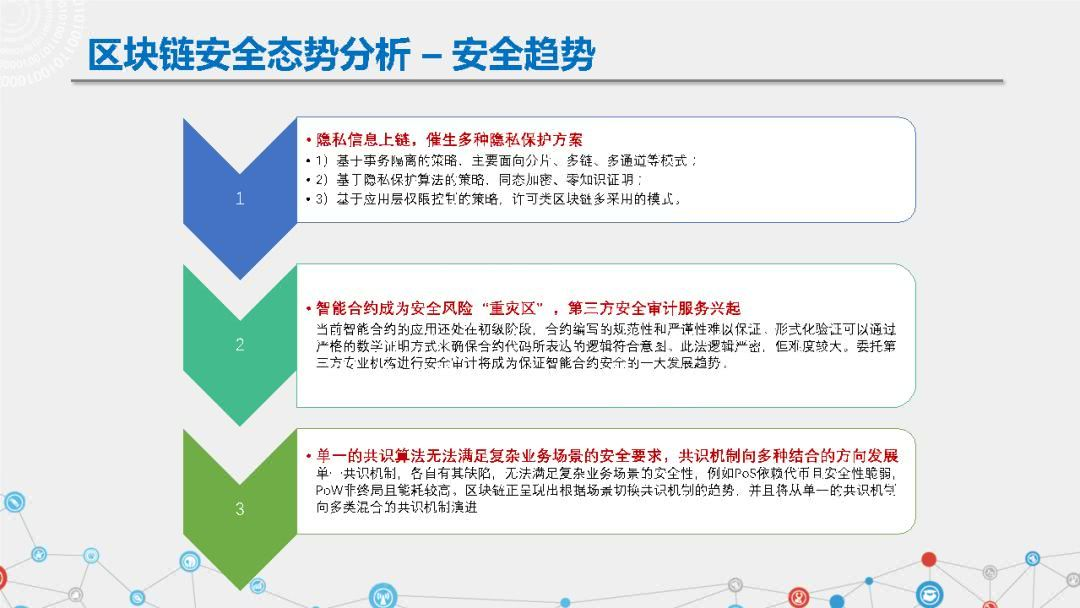 区块链安全态势分析 – 安全趋势
1
• 隐私信息上链，催生多种隐私保护方案
• 1）基于事务隔离的策略，主要面向分片、多链、多通道等模式；
• 2）基于隐私保护算法的策略，同态加密、零知识证明；
• 3）基于应用层权限控制的策略，许可类区块链多采用的模式。
2
• 智能合约成为安全风险“重灾区”，第三方安全审计服务兴起
当前智能合约的应用还处在初级阶段，合约编写的规范性和严谨性难以保证。形式化验证可以通过
严格的数学证明方式来确保合约代码所表达的逻辑符合意图。此法逻辑严密，但难度较大。委托第
三方专业机构进行安全审计将成为保证智能合约安全的一大发展趋势。
3
• 单一的共识算法无法满足复杂业务场景的安全要求，共识机制向多种结合的方向发展
单一共识机制，各自有其缺陷，无法满足复杂业务场景的安全性，例如PoS依赖代币且安全性脆弱，
PoW非终局且能耗较高。区块链正呈现出根据场景切换共识机制的趋势，并且将从单一的共识机制
向多类混合的共识机制演进